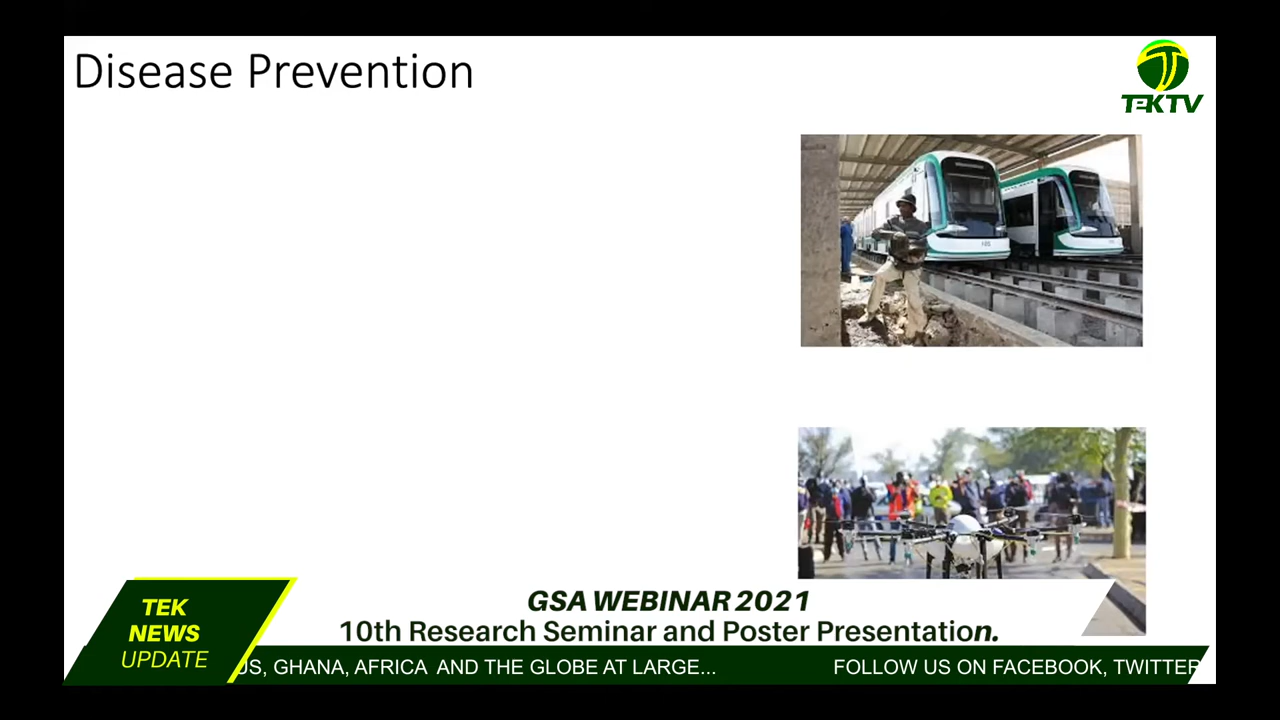 Disease Prevention
TEKTV
TEK
NEWS
UPDATE
GSA WEBINAR 2021
10th Research Seminar and Poster Presentation.
US, GHANA, AFRICA AND THE GLOBE AT LARGE...
FOLLOW US ON FACEBOOK, TWITTER